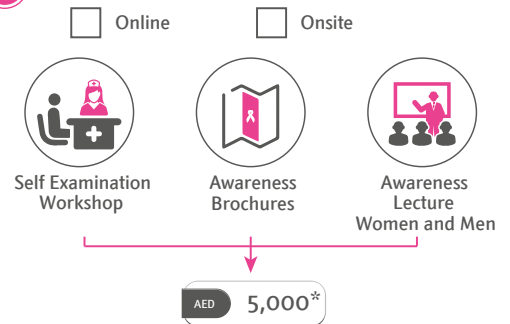 Online
Onsite
Self Examination
Workshop
Awareness
Brochures
Awareness
Lecture
Women and Men
AED 5,000*